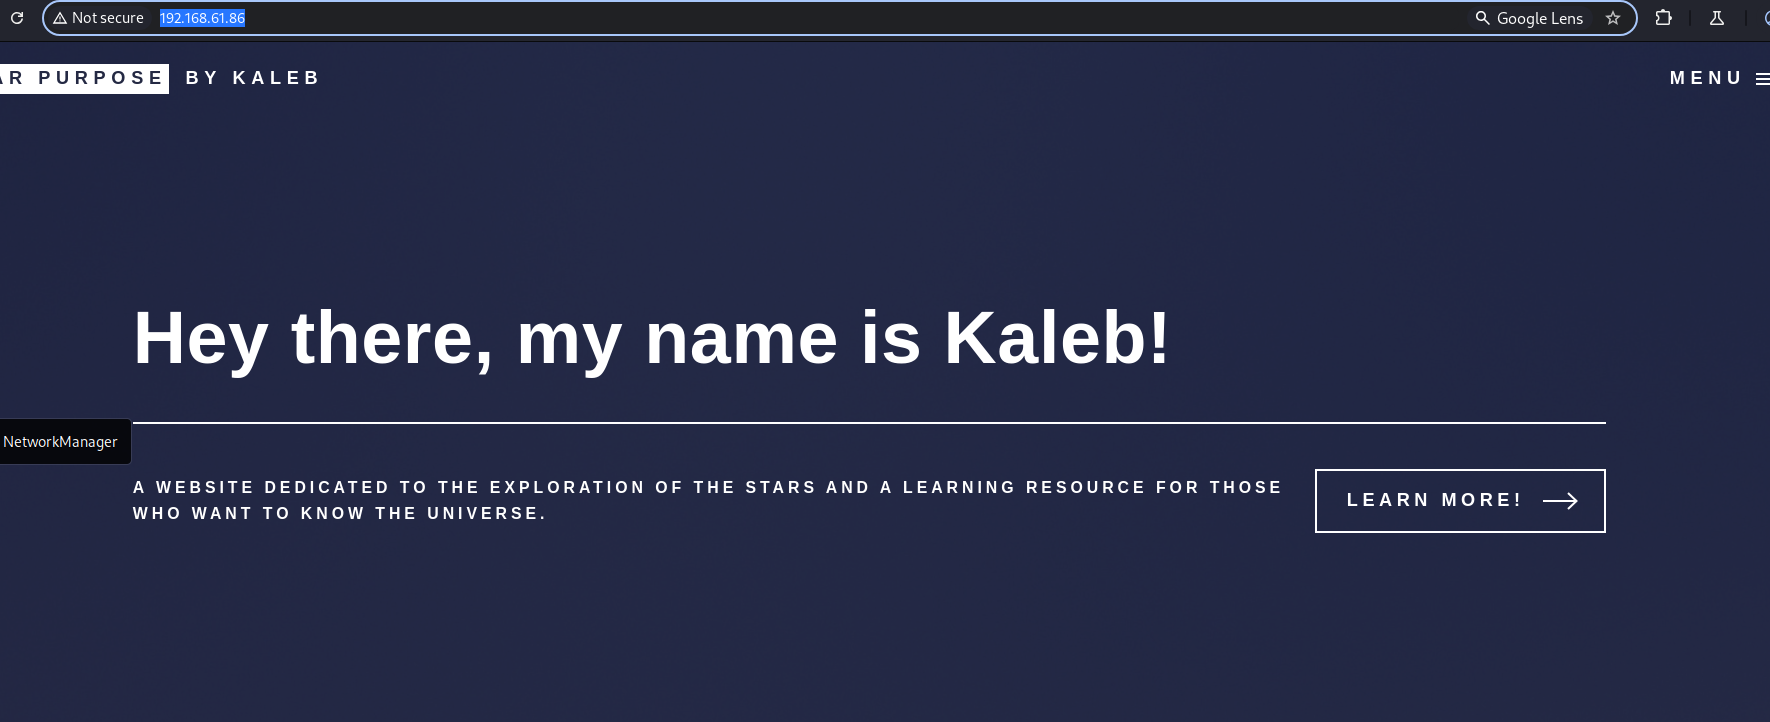 Not secure 192.168.61.86 Google Lens
AR PURPOSE BY KALEB MENU
Hey there, my name is Kaleb!
NetworkManager
A WEBSITE DEDICATED TO THE EXPLORATION OF THE STARS AND A LEARNING RESOURCE FOR THOSE
WHO WANT TO KNOW THE UNIVERSE.
LEARN MORE!